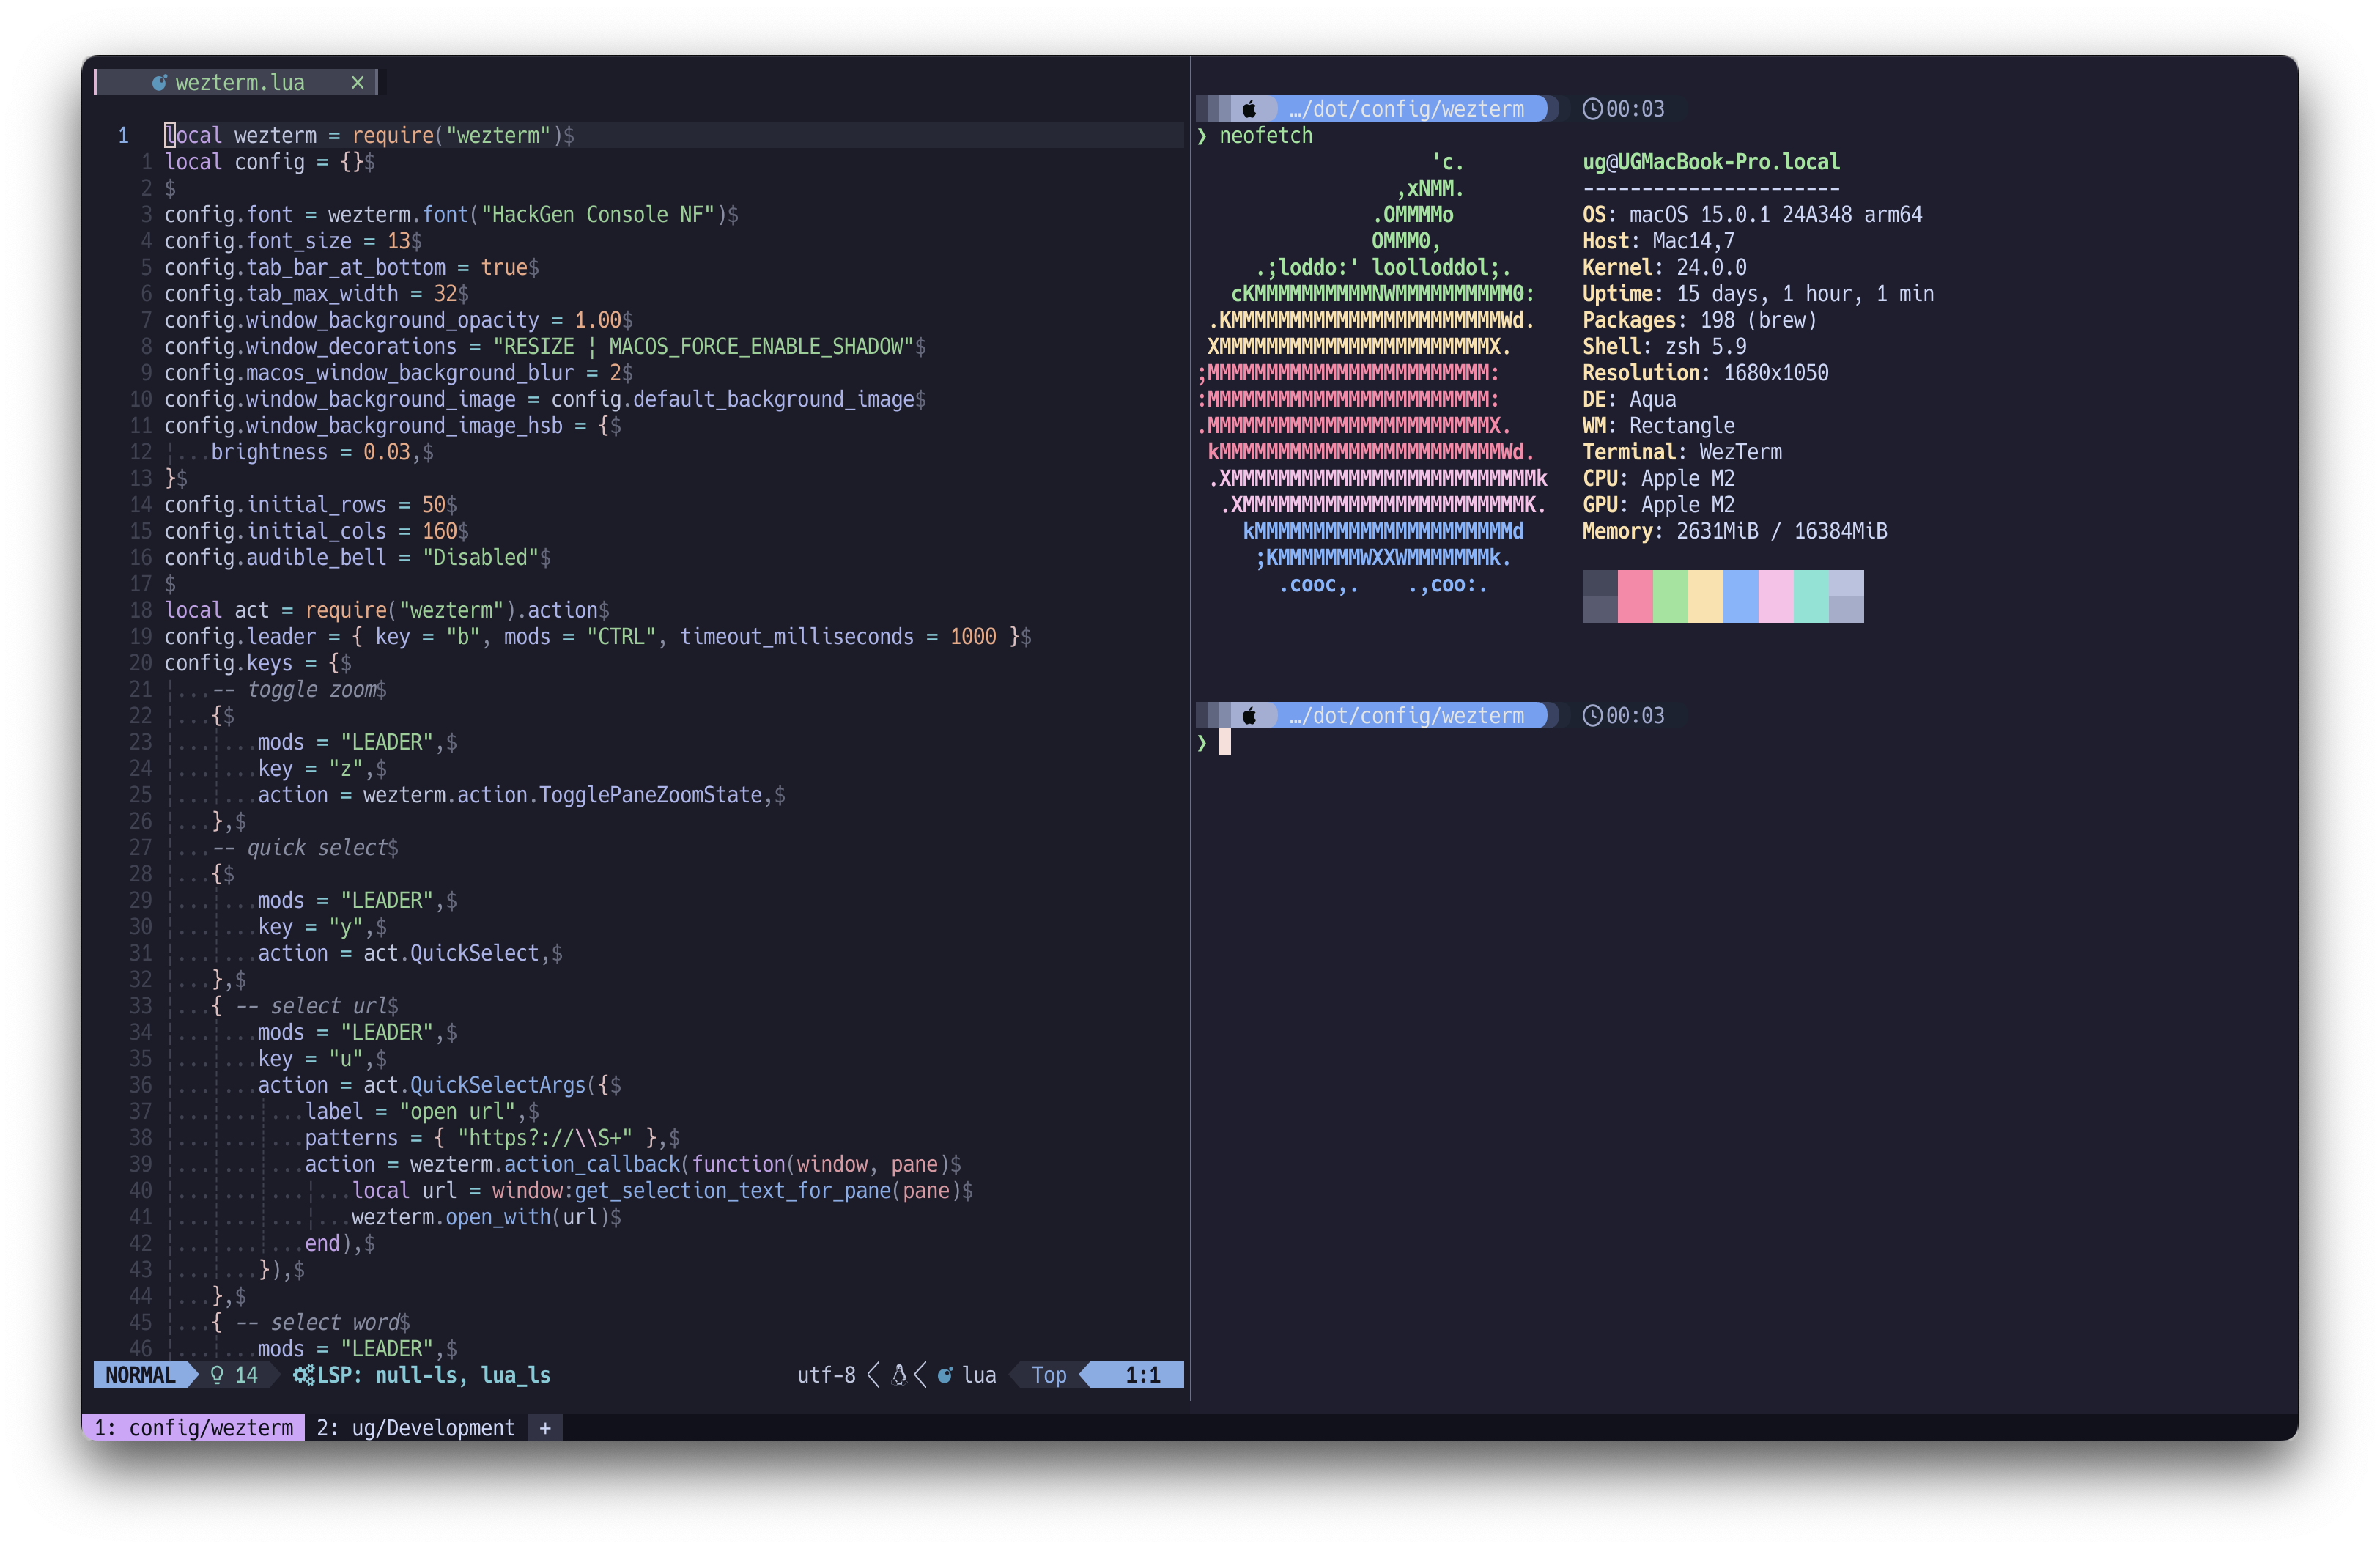 wezterm.lua ×
1 local wezterm = require("wezterm")$
1 local config = {}$
2 $
3 config.font = wezterm.font("HackGen Console NF")$
4 config.font_size = 13$
5 config.tab_bar_at_bottom = true$
6 config.tab_max_width = 32$
7 config.window_background_opacity = 1.00$
8 config.window_decorations = "RESIZE | MACOS_FORCE_ENABLE_SHADOW"$
9 config.macos_window_background_blur = 2$
10 config.window_background_image = config.default_background_image$
11 config.window_background_image_hsb = {$
12 ¦...brightness = 0.03,$
13 }$
14 config.initial_rows = 50$
15 config.initial_cols = 160$
16 config.audible_bell = "Disabled"$
17 $
18 local act = require("wezterm").action$
19 config.leader = { key = "b", mods = "CTRL", timeout_milliseconds = 1000 }$
20 config.keys = {$
21 ¦...-- toggle zoom$
22 ¦...{$
23 ¦...¦...mods = "LEADER",$
24 ¦...¦...key = "z",$
25 ¦...¦...action = wezterm.action.TogglePaneZoomState,$
26 ¦...},$
27 ¦...-- quick select$
28 ¦...{$
29 ¦...¦...mods = "LEADER",$
30 ¦...¦...key = "y",$
31 ¦...¦...action = act.QuickSelect,$
32 ¦...},$
33 ¦...{ -- select url$
34 ¦...¦...mods = "LEADER",$
35 ¦...¦...key = "u",$
36 ¦...¦...action = act.QuickSelectArgs({$
37 ¦...¦...¦...label = "open url",$
38 ¦...¦...¦...patterns = { "https?://\\S+" },$
39 ¦...¦...¦...action = wezterm.action_callback(function(window, pane)$
40 ¦...¦...¦...¦...local url = window:get_selection_text_for_pane(pane)$
41 ¦...¦...¦...¦...wezterm.open_with(url)$
42 ¦...¦...¦...end),$
43 ¦...¦...}),$
44 ¦...},$
45 ¦...{ -- select word$
46 ¦...¦...mods = "LEADER",$
NORMAL 14 LSP: null-ls, lua_ls utf-8 lua Top 1:1
…/dot/config/wezterm 00:03
❯ neofetch
'c.
,xNMM.
.OMMMMo
OMMM0,
.;loddo:' loolloddol;.
cKMMMMMMMMMMNWMMMMMMMMMM0:
.KMMMMMMMMMMMMMMMMMMMMMMMWd.
XMMMMMMMMMMMMMMMMMMMMMMMX.
;MMMMMMMMMMMMMMMMMMMMMMMM:
:MMMMMMMMMMMMMMMMMMMMMMMM:
.MMMMMMMMMMMMMMMMMMMMMMMMX.
kMMMMMMMMMMMMMMMMMMMMMMMMWd.
.XMMMMMMMMMMMMMMMMMMMMMMMMMMk
.XMMMMMMMMMMMMMMMMMMMMMMMMK.
kMMMMMMMMMMMMMMMMMMMMMMd
;KMMMMMMMWXXWMMMMMMMk.
.cooc,. .,coo:.
ug@UGMacBook-Pro.local
----------------------
OS: macOS 15.0.1 24A348 arm64
Host: Mac14,7
Kernel: 24.0.0
Uptime: 15 days, 1 hour, 1 min
Packages: 198 (brew)
Shell: zsh 5.9
Resolution: 1680x1050
DE: Aqua
WM: Rectangle
Terminal: WezTerm
CPU: Apple M2
GPU: Apple M2
Memory: 2631MiB / 16384MiB
…/dot/config/wezterm 00:03
❯
1: config/wezterm 2: ug/Development +